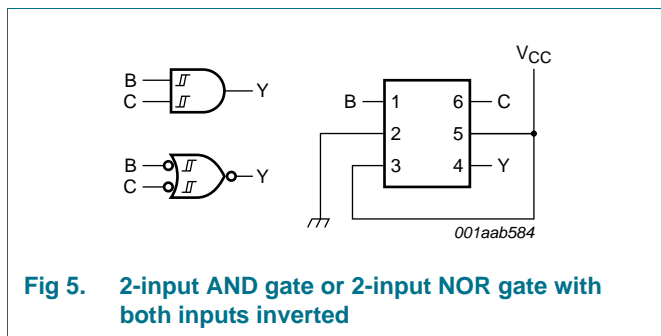 B
C
Y
B
C
Y
V_CC
B 1 6 C
2 5
3 4 Y
001aab584
Fig 5. 2-input AND gate or 2-input NOR gate with
both inputs inverted